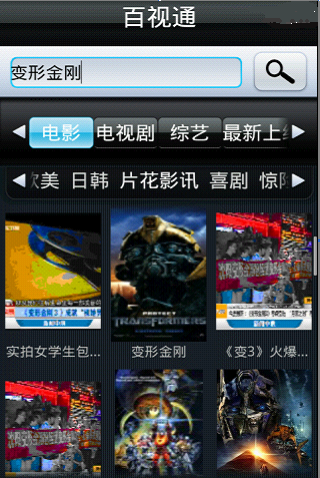 百视通
变形金刚
电影 电视剧 综艺 最新上
欧美 日韩 片花影讯 喜剧 惊
PROTECT
TRANSFORMERS
实拍女学生包... 变形金刚 《变3》火爆...